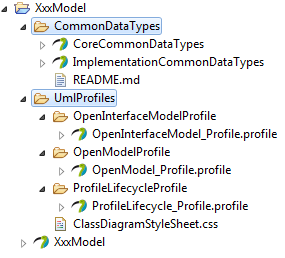 XxxModel
CommonDataTypes
CoreCommonDataTypes
ImplementationCommonDataTypes
README.md
UmlProfiles
OpenInterfaceModelProfile
OpenInterfaceModel_Profile.profile
OpenModelProfile
OpenModel_Profile.profile
ProfileLifecycleProfile
ProfileLifecycle_Profile.profile
ClassDiagramStyleSheet.css
XxxModel